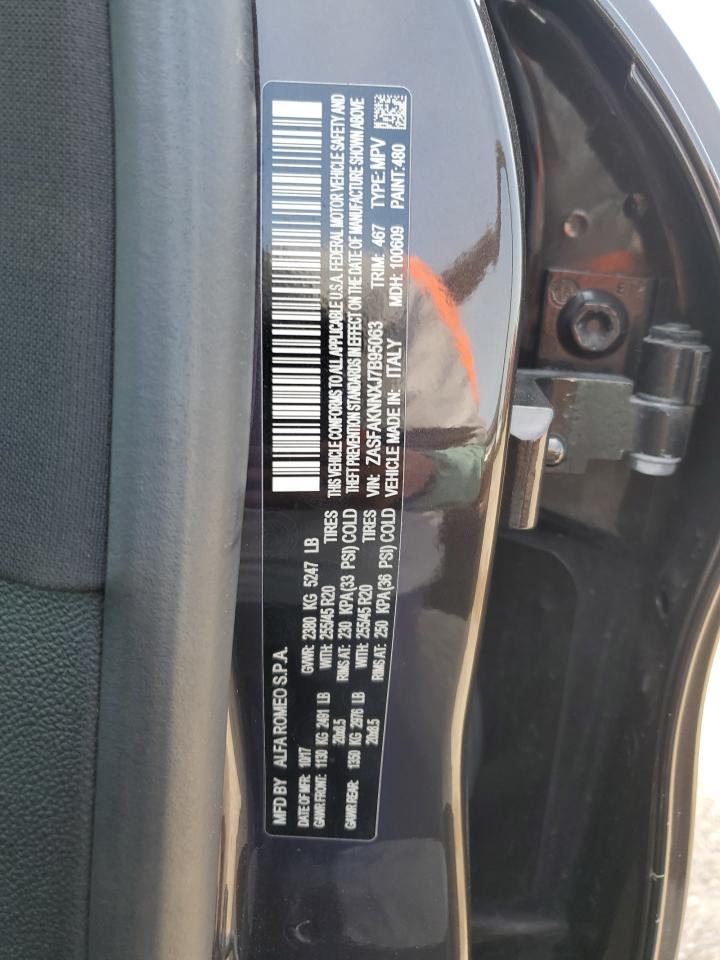 MFD BY ALFA ROMEO S.P.A.
DATE OF MFR: 10/17 GVWR: 2380 KG 5247 LB
GAWR FRONT: 1130 KG 2491 LB WITH: 255/45 R20 TIRES
20x8.5 RIMS AT: 230 KPA(33 PSI) COLD
GAWR REAR: 1350 KG 2976 LB WITH: 255/45 R20 TIRES
20x8.5 RIMS AT: 250 KPA(36 PSI) COLD
THIS VEHICLE CONFORMS TO ALL APPLICABLE U.S.A. FEDERAL MOTOR VEHICLE SAFETY AND
THEFT PREVENTION STANDARDS IN EFFECT ON THE DATE OF MANUFACTURE SHOWN ABOVE
VIN: ZASFAKNNXJ7B95063 TRIM: 467 TYPE: MPV
VEHICLE MADE IN: ITALY MDH: 100609 PAINT: 480